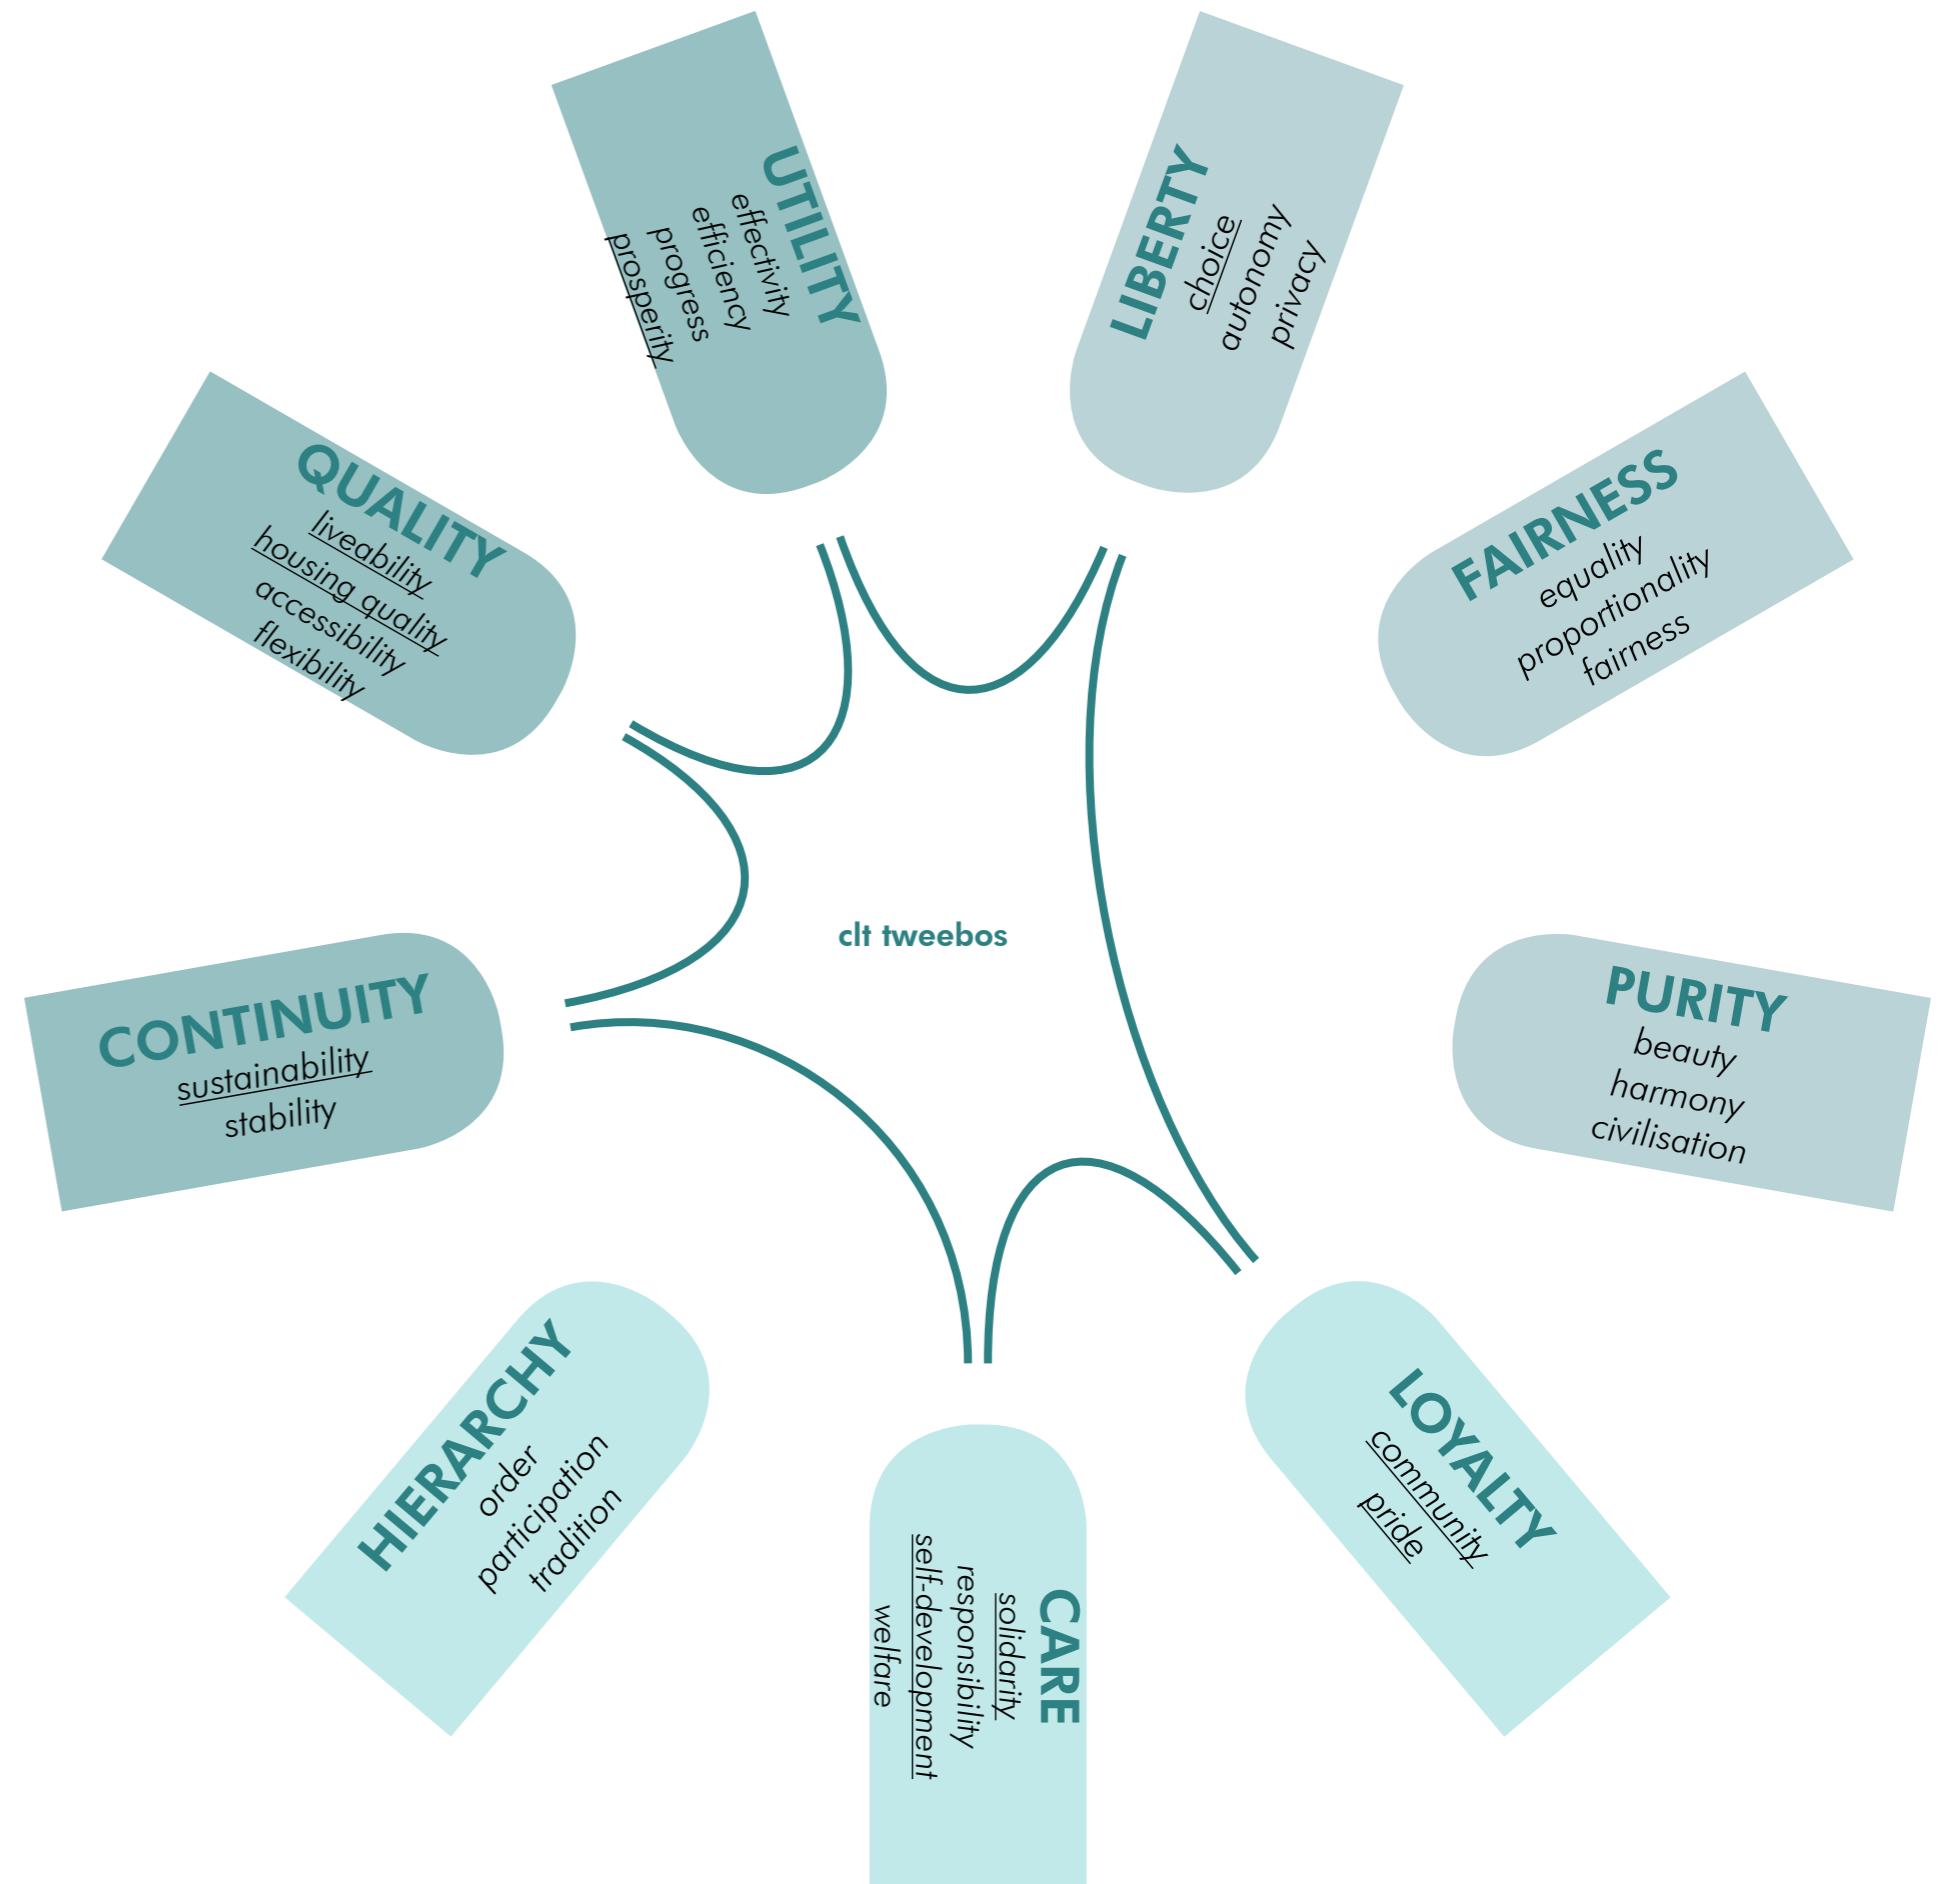 UTILITY
effectivity
efficiency
progress
prosperity
LIBERTY
choice
autonomy
privacy
QUALITY
liveability
housing quality
accessibility
flexibility
FAIRNESS
equality
proportionality
fairness
clt tweebos
CONTINUITY
sustainability
stability
PURITY
beauty
harmony
civilisation
HIERARCHY
order
participation
tradition
CARE
solidarity
responsibility
self-development
welfare
LOYALTY
community
pride